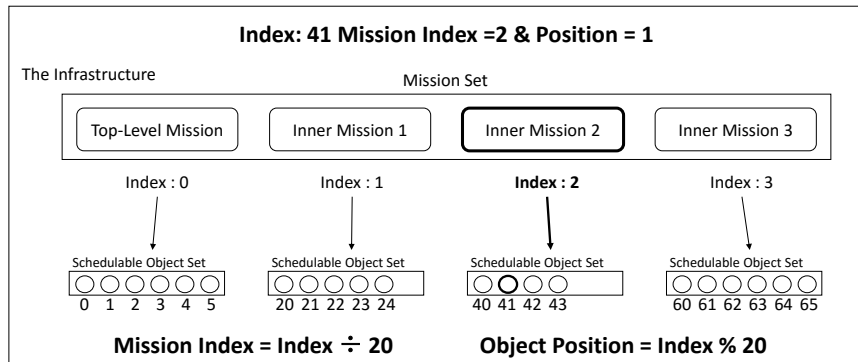 Index: 41 Mission Index =2 & Position = 1
The Infrastructure
Mission Set
Top-Level Mission Inner Mission 1 Inner Mission 2 Inner Mission 3
Index : 0 Index : 1 Index : 2 Index : 3
Schedulable Object Set Schedulable Object Set Schedulable Object Set Schedulable Object Set
0 1 2 3 4 5 20 21 22 23 24 40 41 42 43 60 61 62 63 64 65
Mission Index = Index ÷ 20 Object Position = Index % 20